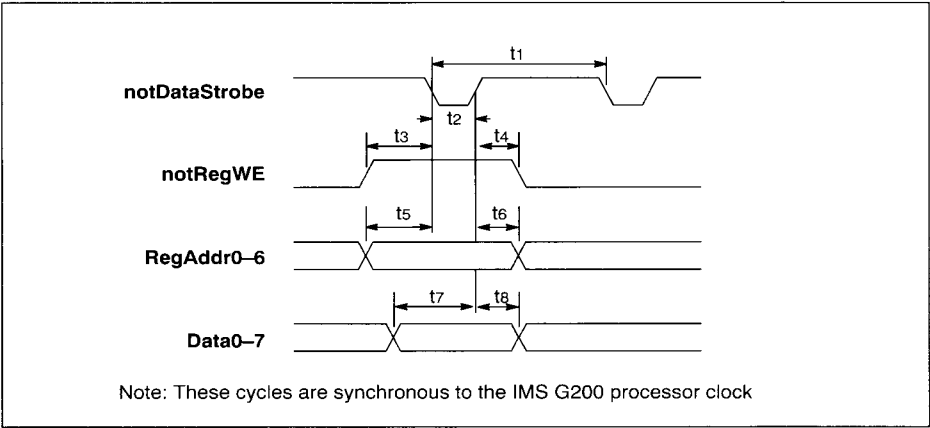 t1
notDataStrobe
t2
t3 t4
notRegWE
t5 t6
RegAddr0–6
t7 t8
Data0–7
Note: These cycles are synchronous to the IMS G200 processor clock